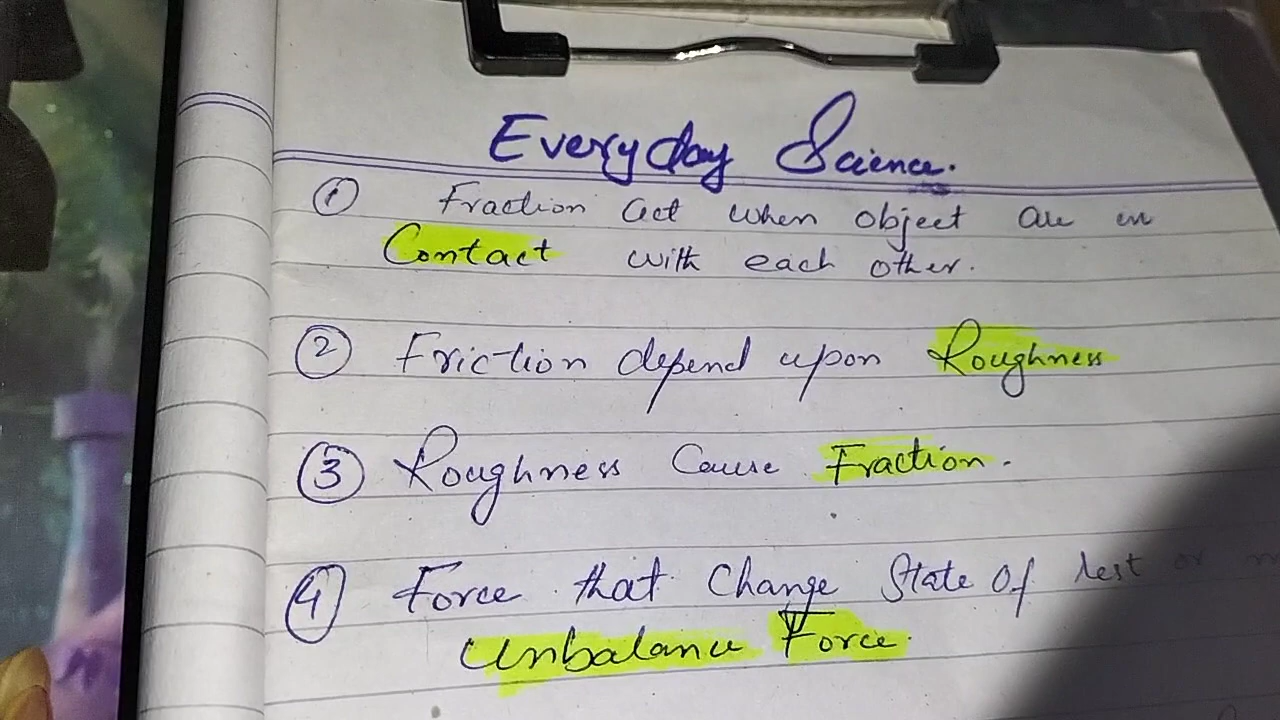 Everyday Science.
① Fraction act when object are in
Contact with each other.
② Friction depend upon Roughness
③ Roughness Cause Fraction.
④ Force that Change State Of rest or
Unbalance Force.